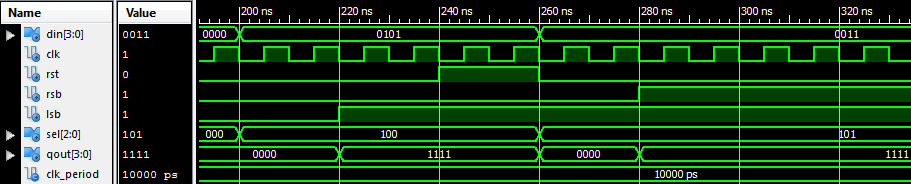 Name Value 200 ns 220 ns 240 ns 260 ns 280 ns 300 ns 320 ns
din[3:0] 0011 0000 0101 0011
clk 1
rst 0
rsb 1
lsb 1
sel[2:0] 101 000 100 101
qout[3:0] 1111 0000 1111 0000 1111
clk_period 10000 ps 10000 ps